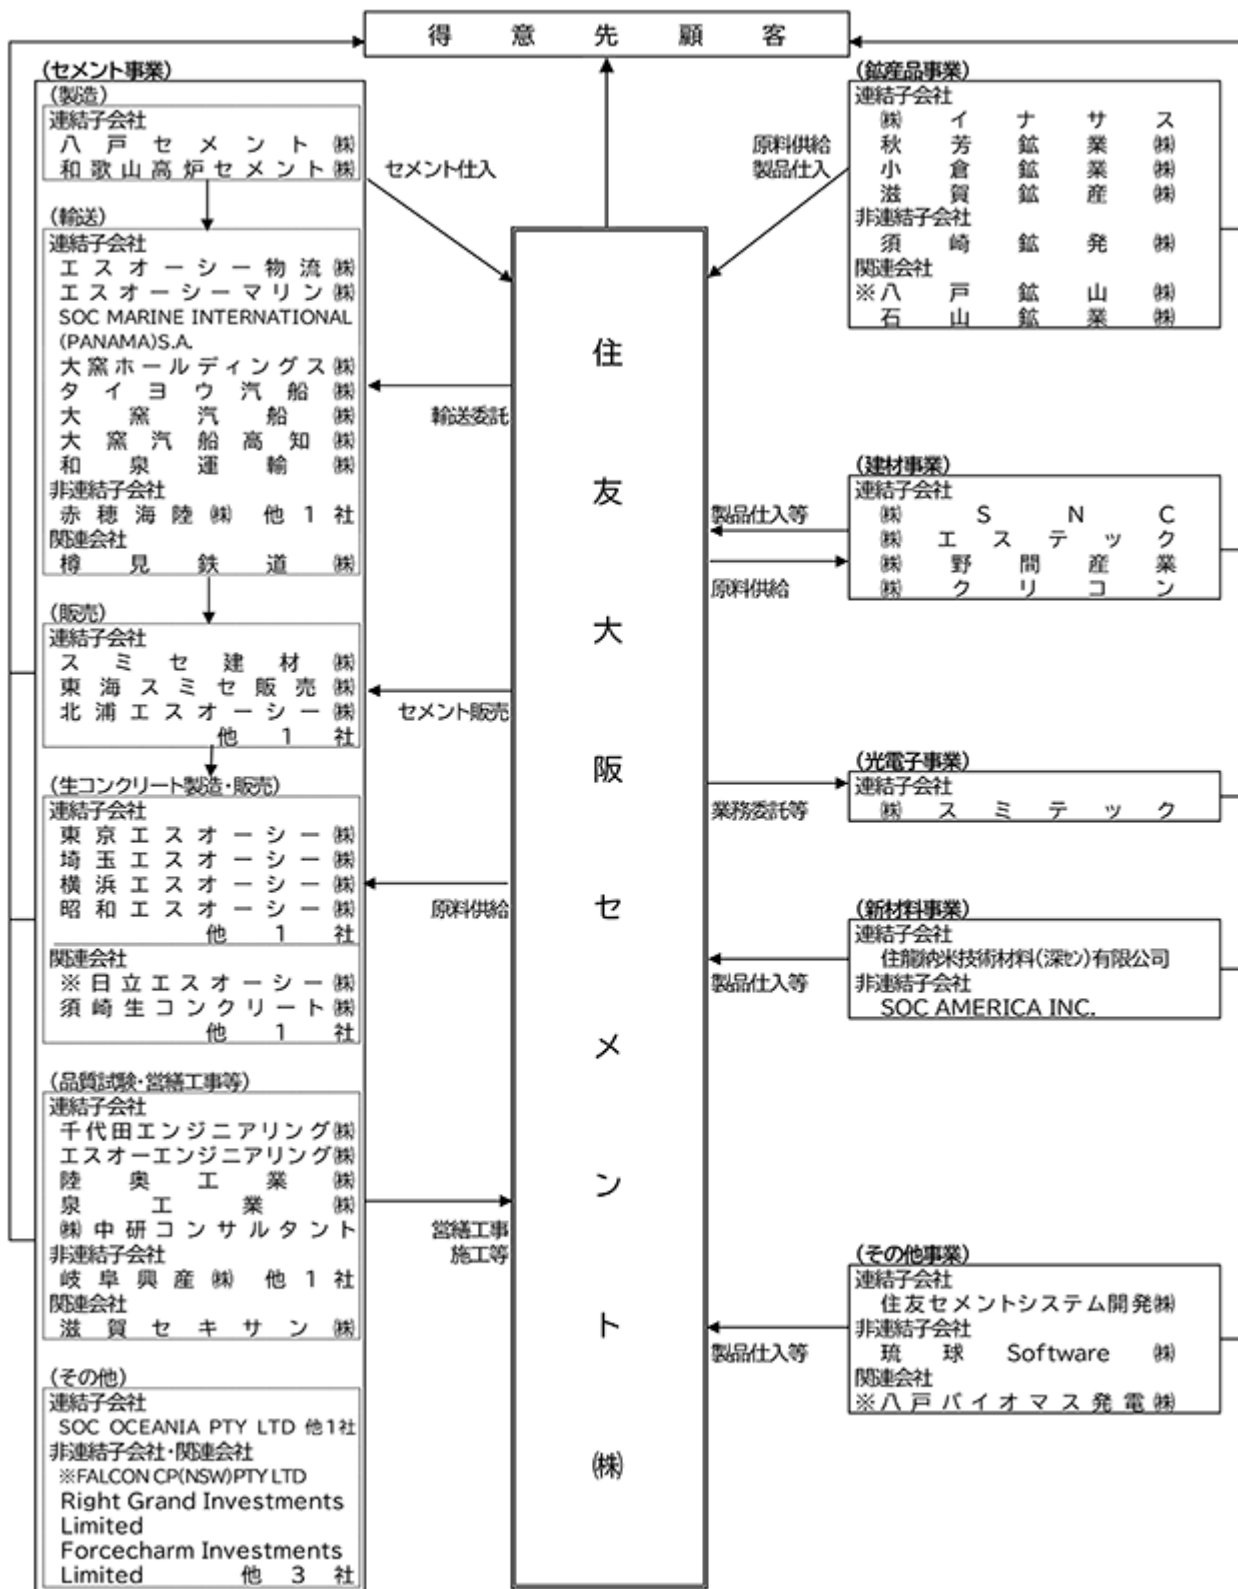 得意先顧客
(セメント事業)
(製造)
連結子会社
八戸セメント㈱
和歌山高炉セメント㈱
(輸送)
連結子会社
エスオーシー物流㈱
エスオーシーマリン㈱
SOC MARINE INTERNATIONAL
(PANAMA)S.A.
大窯ホールディングス㈱
タイヨウ汽船㈱
大窯汽船㈱
大窯汽船高知㈱
和泉運輸㈱
非連結子会社
赤穂海陸㈱ 他1社
関連会社
樽見鉄道㈱
(販売)
連結子会社
スミセ建材㈱
東海スミセ販売㈱
北浦エスオーシー㈱
他1社
(生コンクリート製造・販売)
連結子会社
東京エスオーシー㈱
埼玉エスオーシー㈱
横浜エスオーシー㈱
昭和エスオーシー㈱
他1社
関連会社
※日立エスオーシー㈱
須崎生コンクリート㈱
他1社
(品質試験・営繕工事等)
連結子会社
千代田エンジニアリング㈱
エスオーエンジニアリング㈱
陸奥工業㈱
泉工業㈱
㈱中研コンサルタント
非連結子会社
岐阜興産㈱ 他1社
関連会社
滋賀セキサン㈱
(その他)
連結子会社
SOC OCEANIA PTY LTD 他1社
非連結子会社・関連会社
※FALCON CP(NSW)PTY LTD
Right Grand Investments
Limited
Forcecharm Investments
Limited 他3社
セメント仕入
輸送委託
セメント販売
原料供給
営繕工事
施工等
住友大阪セメント㈱
原料供給
製品仕入
製品仕入等
原料供給
業務委託等
製品仕入等
製品仕入等
(鉱産品事業)
連結子会社
㈱イナサス
秋芳鉱業㈱
小倉鉱業㈱
滋賀鉱産㈱
非連結子会社
須崎鉱発㈱
関連会社
※八戸鉱山㈱
石山鉱業㈱
(建材事業)
連結子会社
㈱SNC
㈱エステック
㈱野間産業
㈱クリコン
(光電子事業)
連結子会社
㈱スミテック
(新材料事業)
連結子会社
住龍納米技術材料(深セン)有限公司
非連結子会社
SOC AMERICA INC.
(その他事業)
連結子会社
住友セメントシステム開発㈱
非連結子会社
琉球 Software ㈱
関連会社
※八戸バイオマス発電㈱